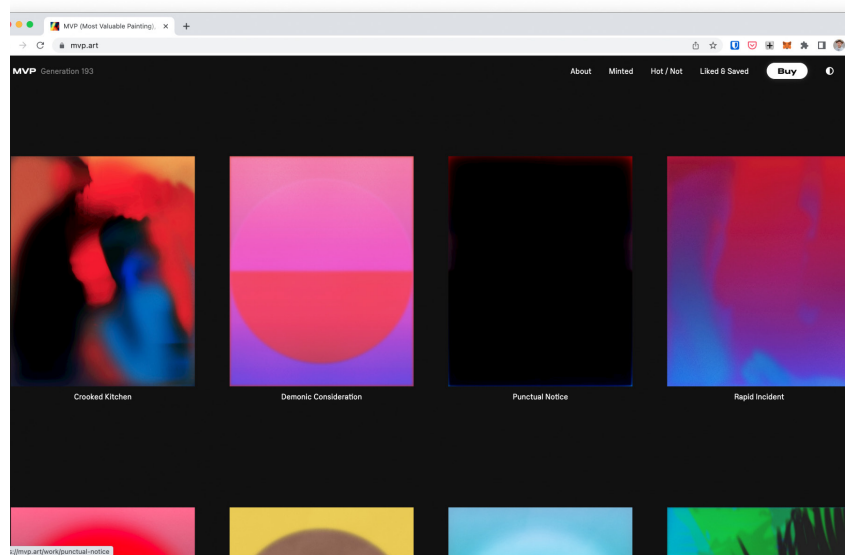 MVP (Most Valuable Painting).
mvp.art
MVP Generation 193
About Minted Hot / Not Liked & Saved Buy
Crooked Kitchen Demonic Consideration Punctual Notice Rapid Incident
s://mvp.art/work/punctual-notice